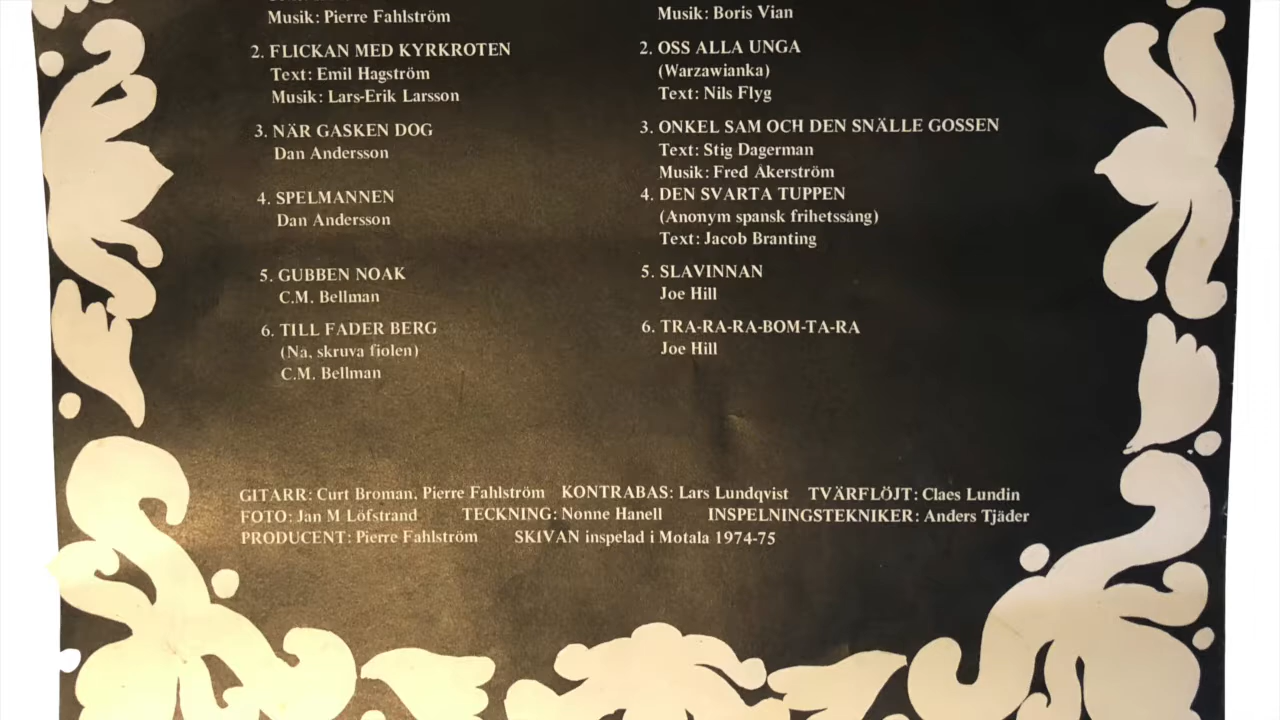 Musik: Pierre Fahlström
2. FLICKAN MED KYRKROTEN
Text: Emil Hagström
Musik: Lars-Erik Larsson
3. NÄR GASKEN DOG
Dan Andersson
4. SPELMANNEN
Dan Andersson
5. GUBBEN NOAK
C.M. Bellman
6. TILL FADER BERG
(Na, skruva fiolen)
C.M. Bellman
Musik: Boris Vian
2. OSS ALLA UNGA
(Warzawianka)
Text: Nils Flyg
3. ONKEL SAM OCH DEN SNÄLLE GOSSEN
Text: Stig Dagerman
Musik: Fred Åkerström
4. DEN SVARTA TUPPEN
(Anonym spansk frihetssång)
Text: Jacob Branting
5. SLAVINNAN
Joe Hill
6. TRA-RA-RA-BOM-TA-RA
Joe Hill
GITARR: Curt Broman, Pierre Fahlström KONTRABAS: Lars Lundqvist TVÄRFLÖJT: Claes Lundin
FOTO: Jan M Löfstrand TECKNING: Nonne Hanell INSPELNINGSTEKNIKER: Anders Tjäder
PRODUCENT: Pierre Fahlström SKIVAN inspelad i Motala 1974-75